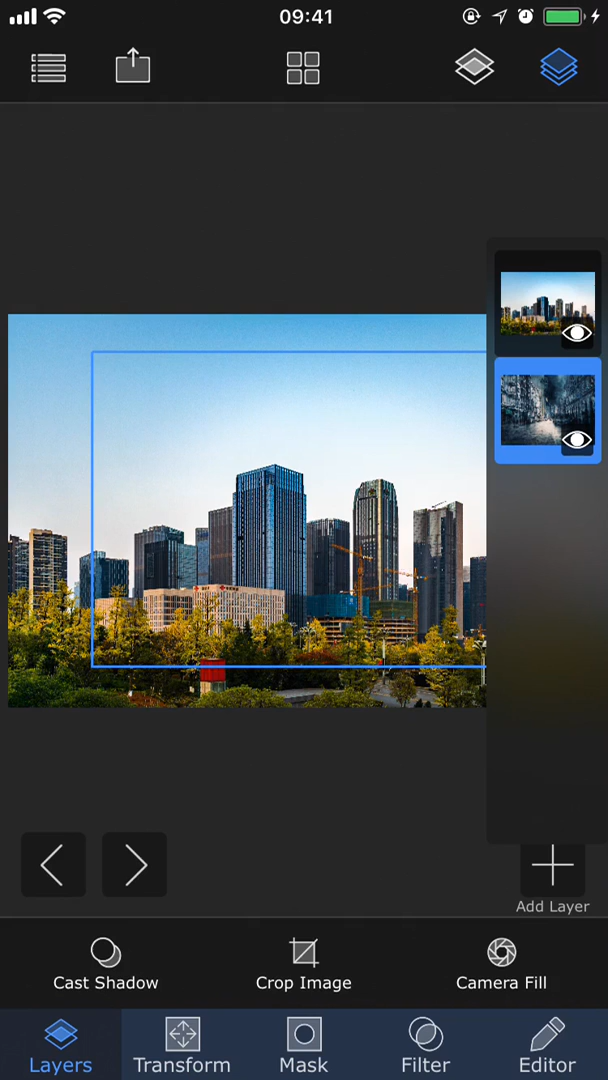 09:41
Add Layer
Cast Shadow
Crop Image
Camera Fill
Layers
Transform
Mask
Filter
Editor